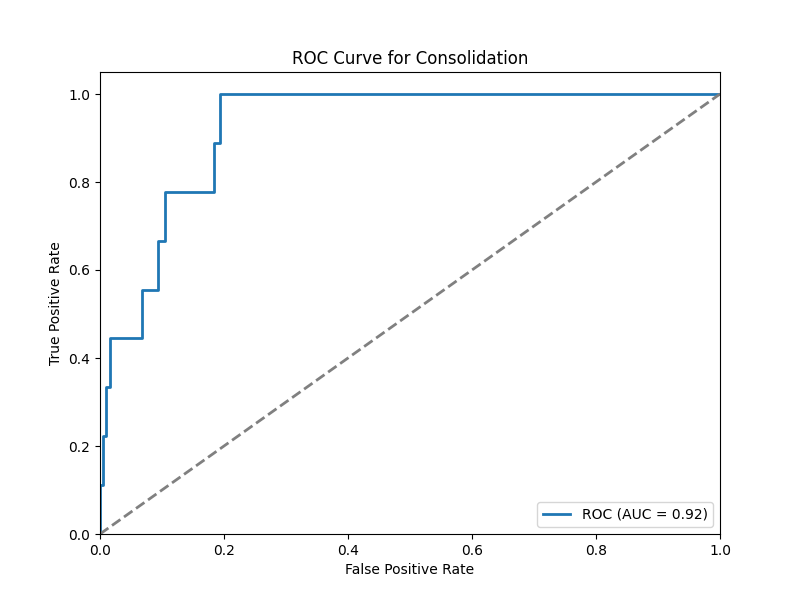 ROC Curve for Consolidation
True Positive Rate
1.0
0.8
0.6
0.4
0.2
0.0
0.0 0.2 0.4 0.6 0.8 1.0
False Positive Rate
ROC (AUC = 0.92)